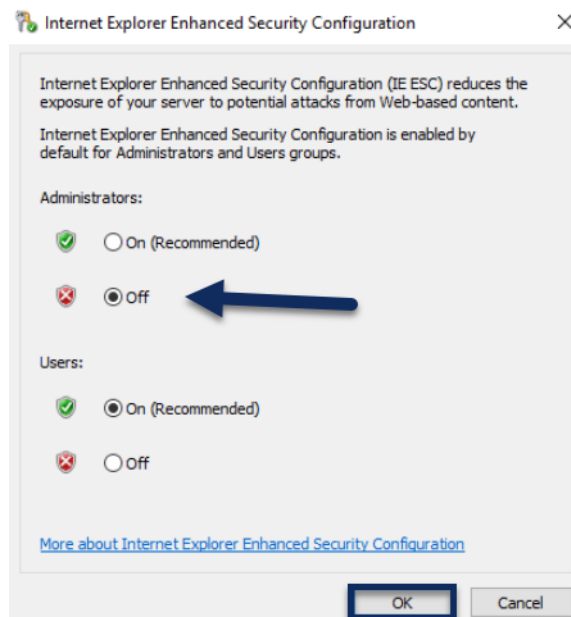 Internet Explorer Enhanced Security Configuration
Internet Explorer Enhanced Security Configuration (IE ESC) reduces the
exposure of your server to potential attacks from Web-based content.
Internet Explorer Enhanced Security Configuration is enabled by
default for Administrators and Users groups.
Administrators:
On (Recommended)
Off
Users:
On (Recommended)
Off
More about Internet Explorer Enhanced Security Configuration
OK Cancel